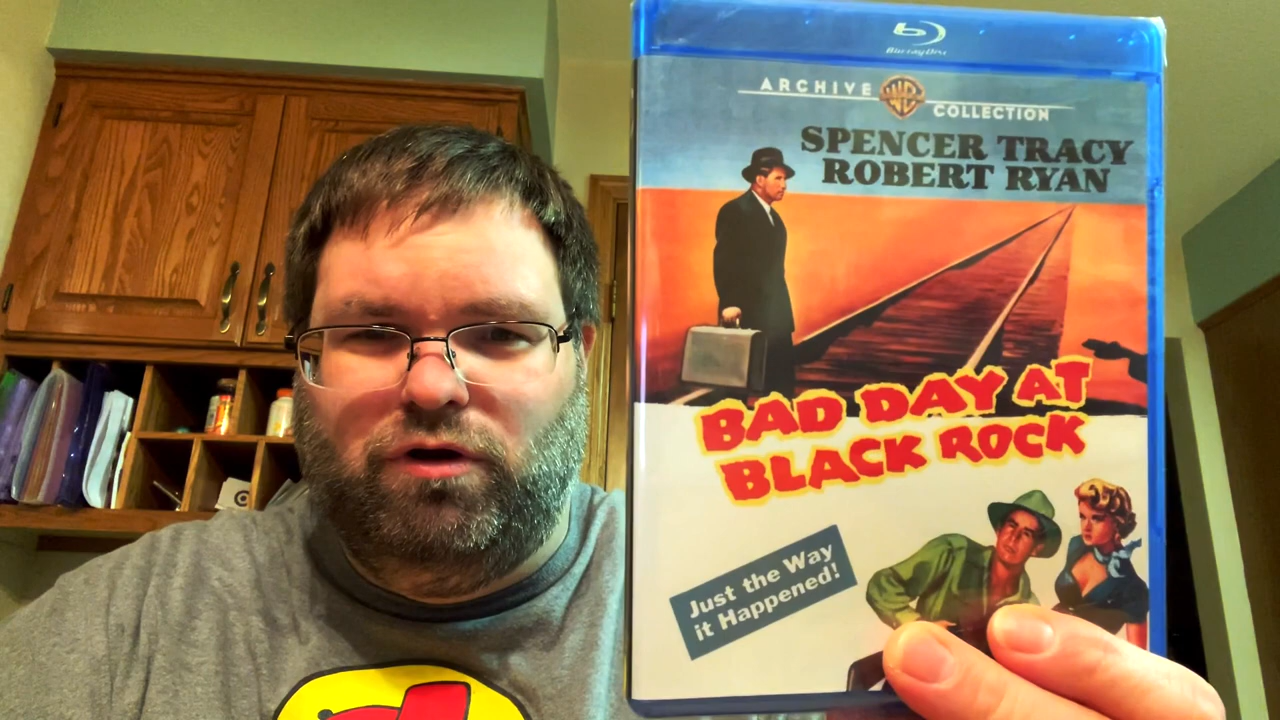 Blu-ray Disc
ARCHIVE WB COLLECTION
SPENCER TRACY
ROBERT RYAN
BAD DAY AT
BLACK ROCK
Just the Way
it Happened!